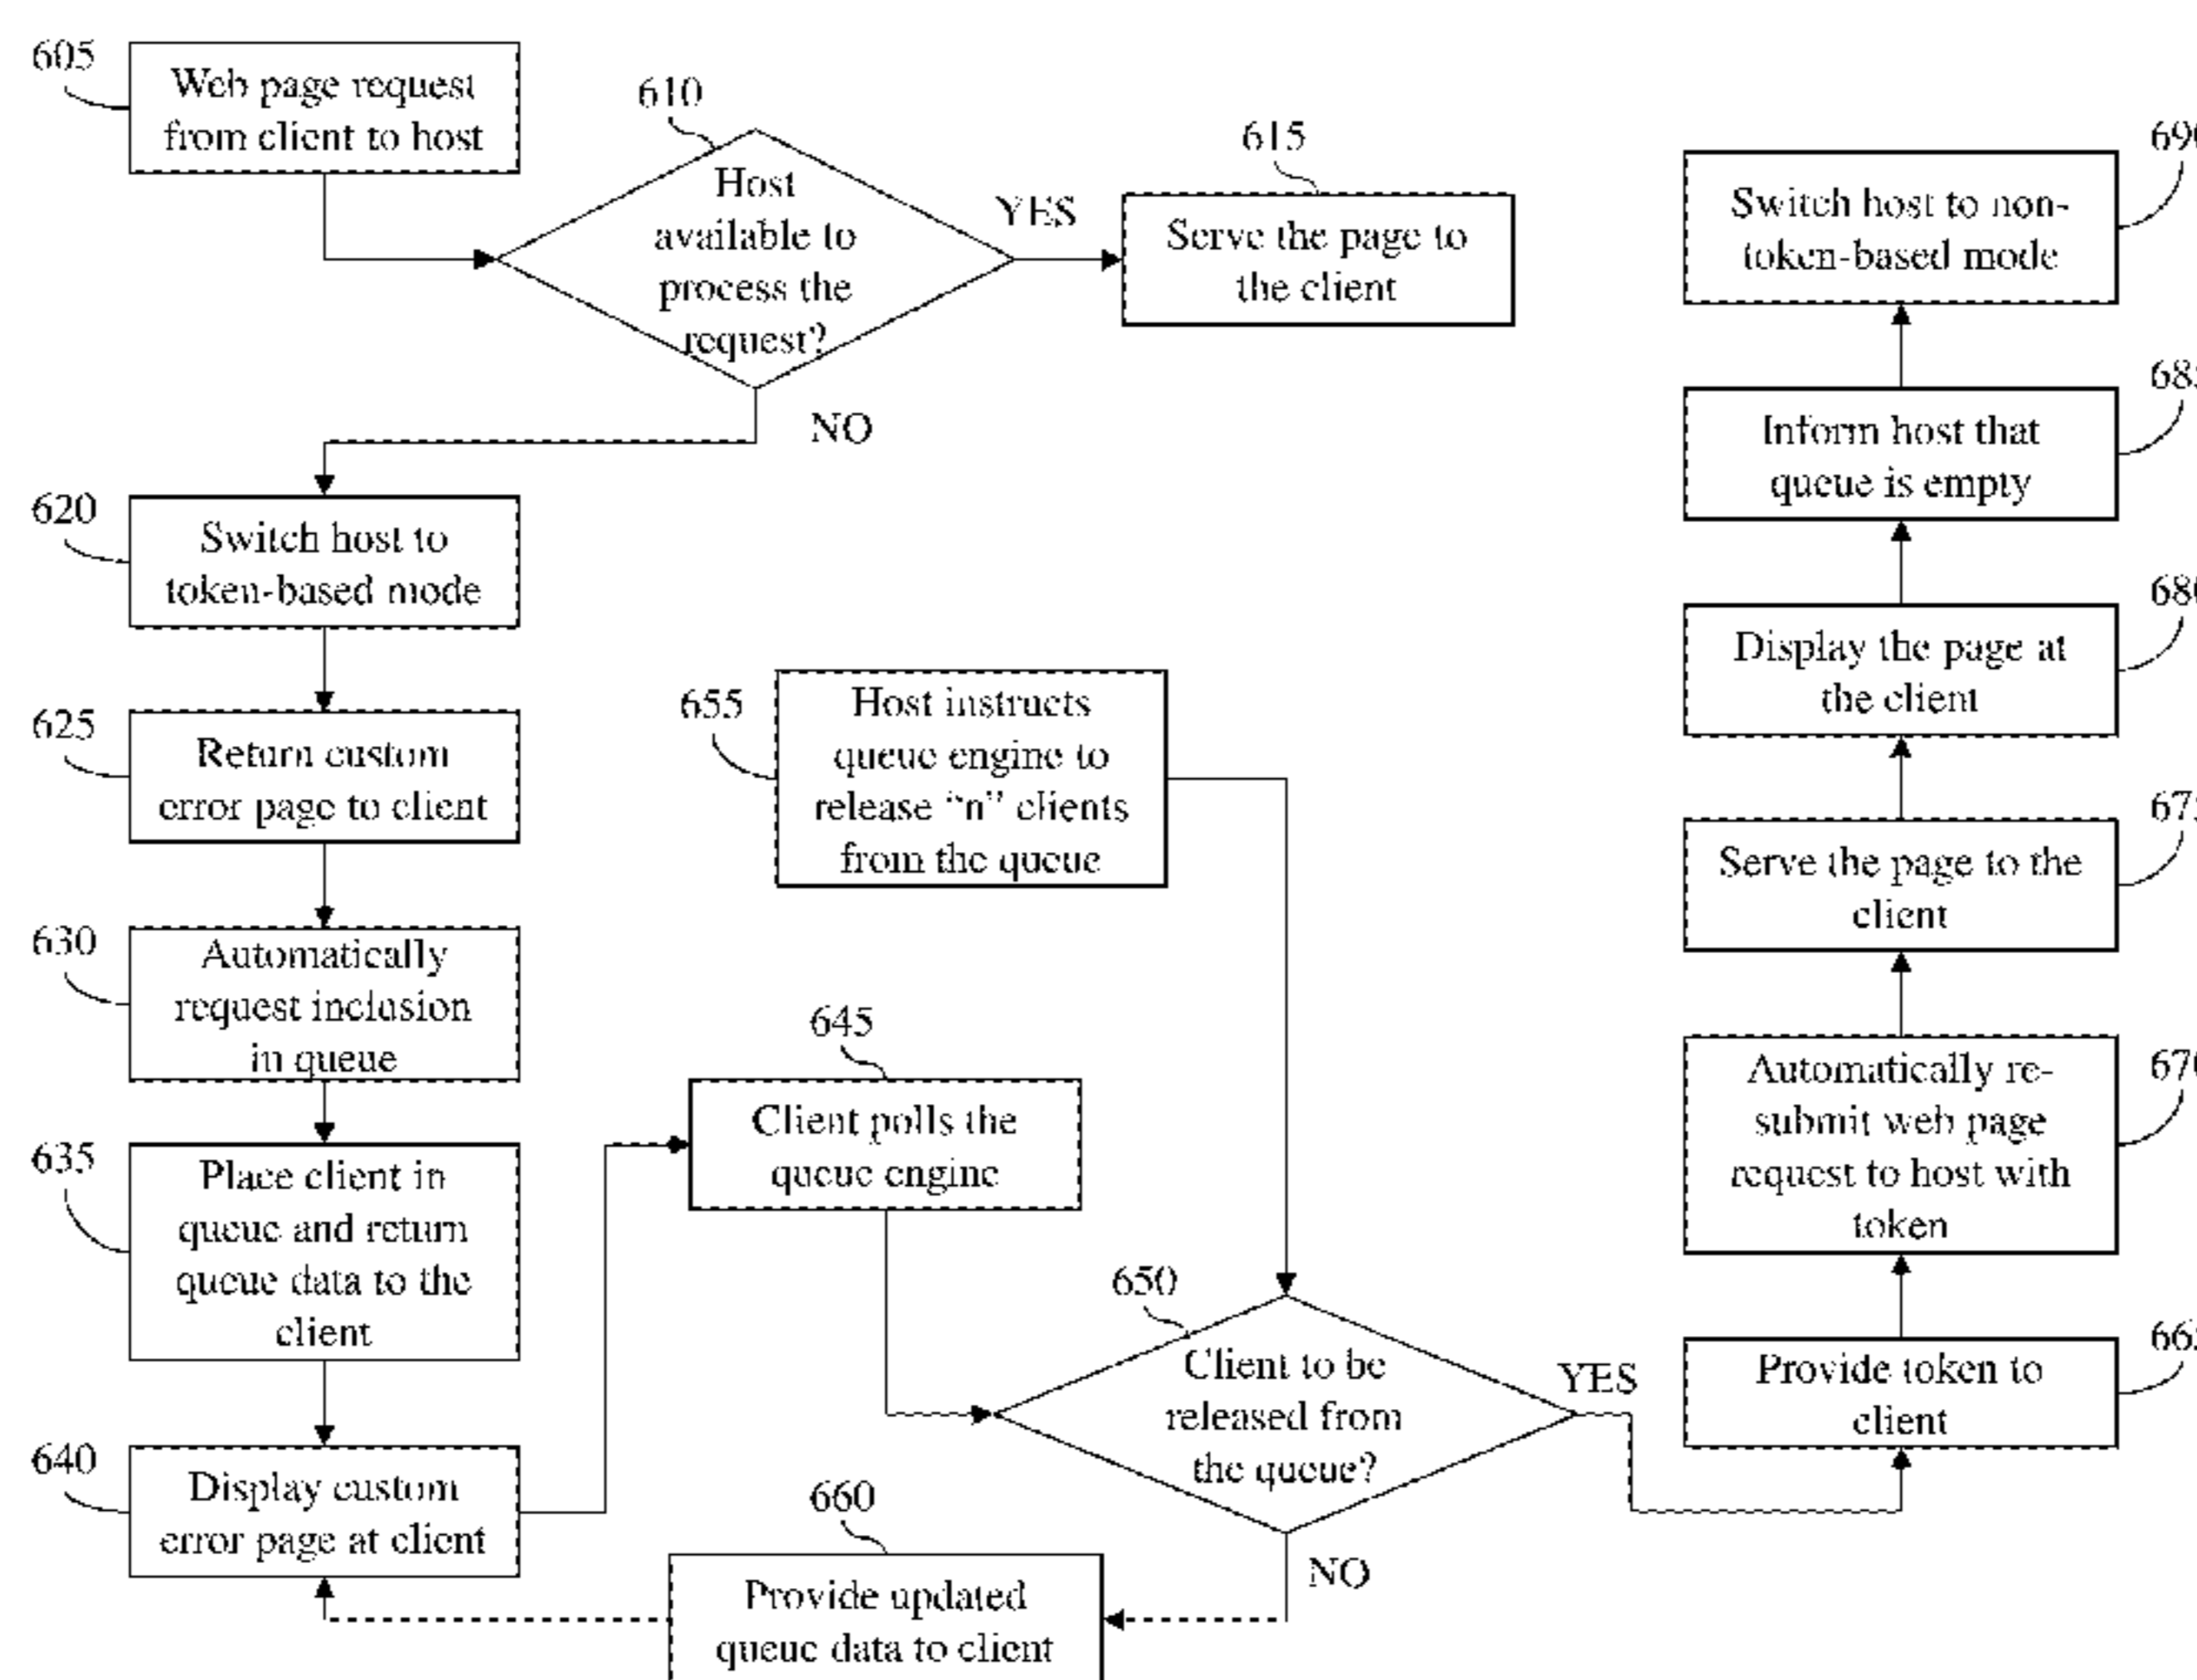 605
Web page request
from client to host
610
Host
available to
process the
request?
YES
615
Serve the page to
the client
NO
620
Switch host to
token-based mode
625
Return custom
error page to client
630
Automatically
request inclusion
in queue
635
Place client in
queue and return
queue data to the
client
640
Display custom
error page at client
645
Client polls the
queue engine
655
Host instructs
queue engine to
release “n” clients
from the queue
650
Client to be
released from
the queue?
YES
NO
660
Provide updated
queue data to client
690
Switch host to non-
token-based mode
685
Inform host that
queue is empty
680
Display the page at
the client
675
Serve the page to the
client
670
Automatically re-
submit web page
request to host with
token
665
Provide token to
client